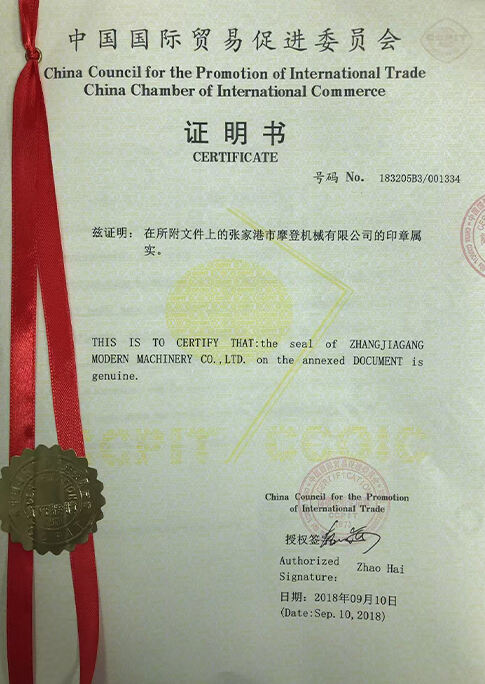 中国国际贸易促进委员会
China Council for the Promotion of International Trade
China Chamber of International Commerce
证明书
CERTIFICATE
号码 No. 183205B3/001334
兹证明: 在所附文件上的张家港市摩登机械有限公司的印章属
实。
THIS IS TO CERTIFY THAT:the seal of ZHANGJIAGANG
MODERN MACHINERY CO.,LTD. on the annexed DOCUMENT is
genuine.
CCPIT CCOIC
China Council for the Promotion
of International Trade
授权签字
Authorized Zhao Hai
Signature:
日期: 2018年09月10日
(Date:Sep.10,2018)